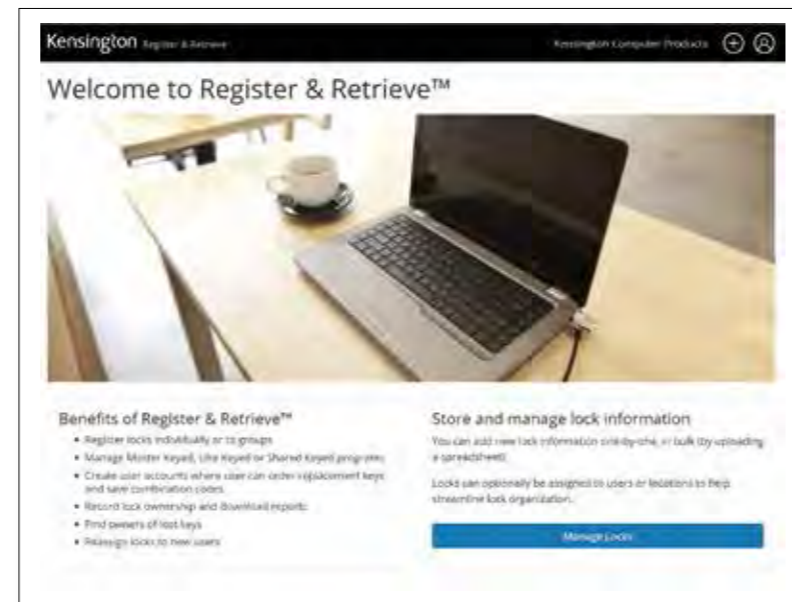 Kensington Register & Retrieve
Kensington Computer Products
Welcome to Register & Retrieve™
Benefits of Register & Retrieve™
Register locks individually or to groups
Manage Master Keyed, Like Keyed or Shared Keyed programs
Create user accounts where user can order replacement keys
and save combination codes
Record lock ownership and download reports
Find owners of lost keys
Reassign locks to new users
Store and manage lock information
You can add new lock information one-by-one, in bulk (by uploading
a spreadsheet)
Locks can optionally be assigned to users or locations to help
streamline lock organization.
Manage Locks